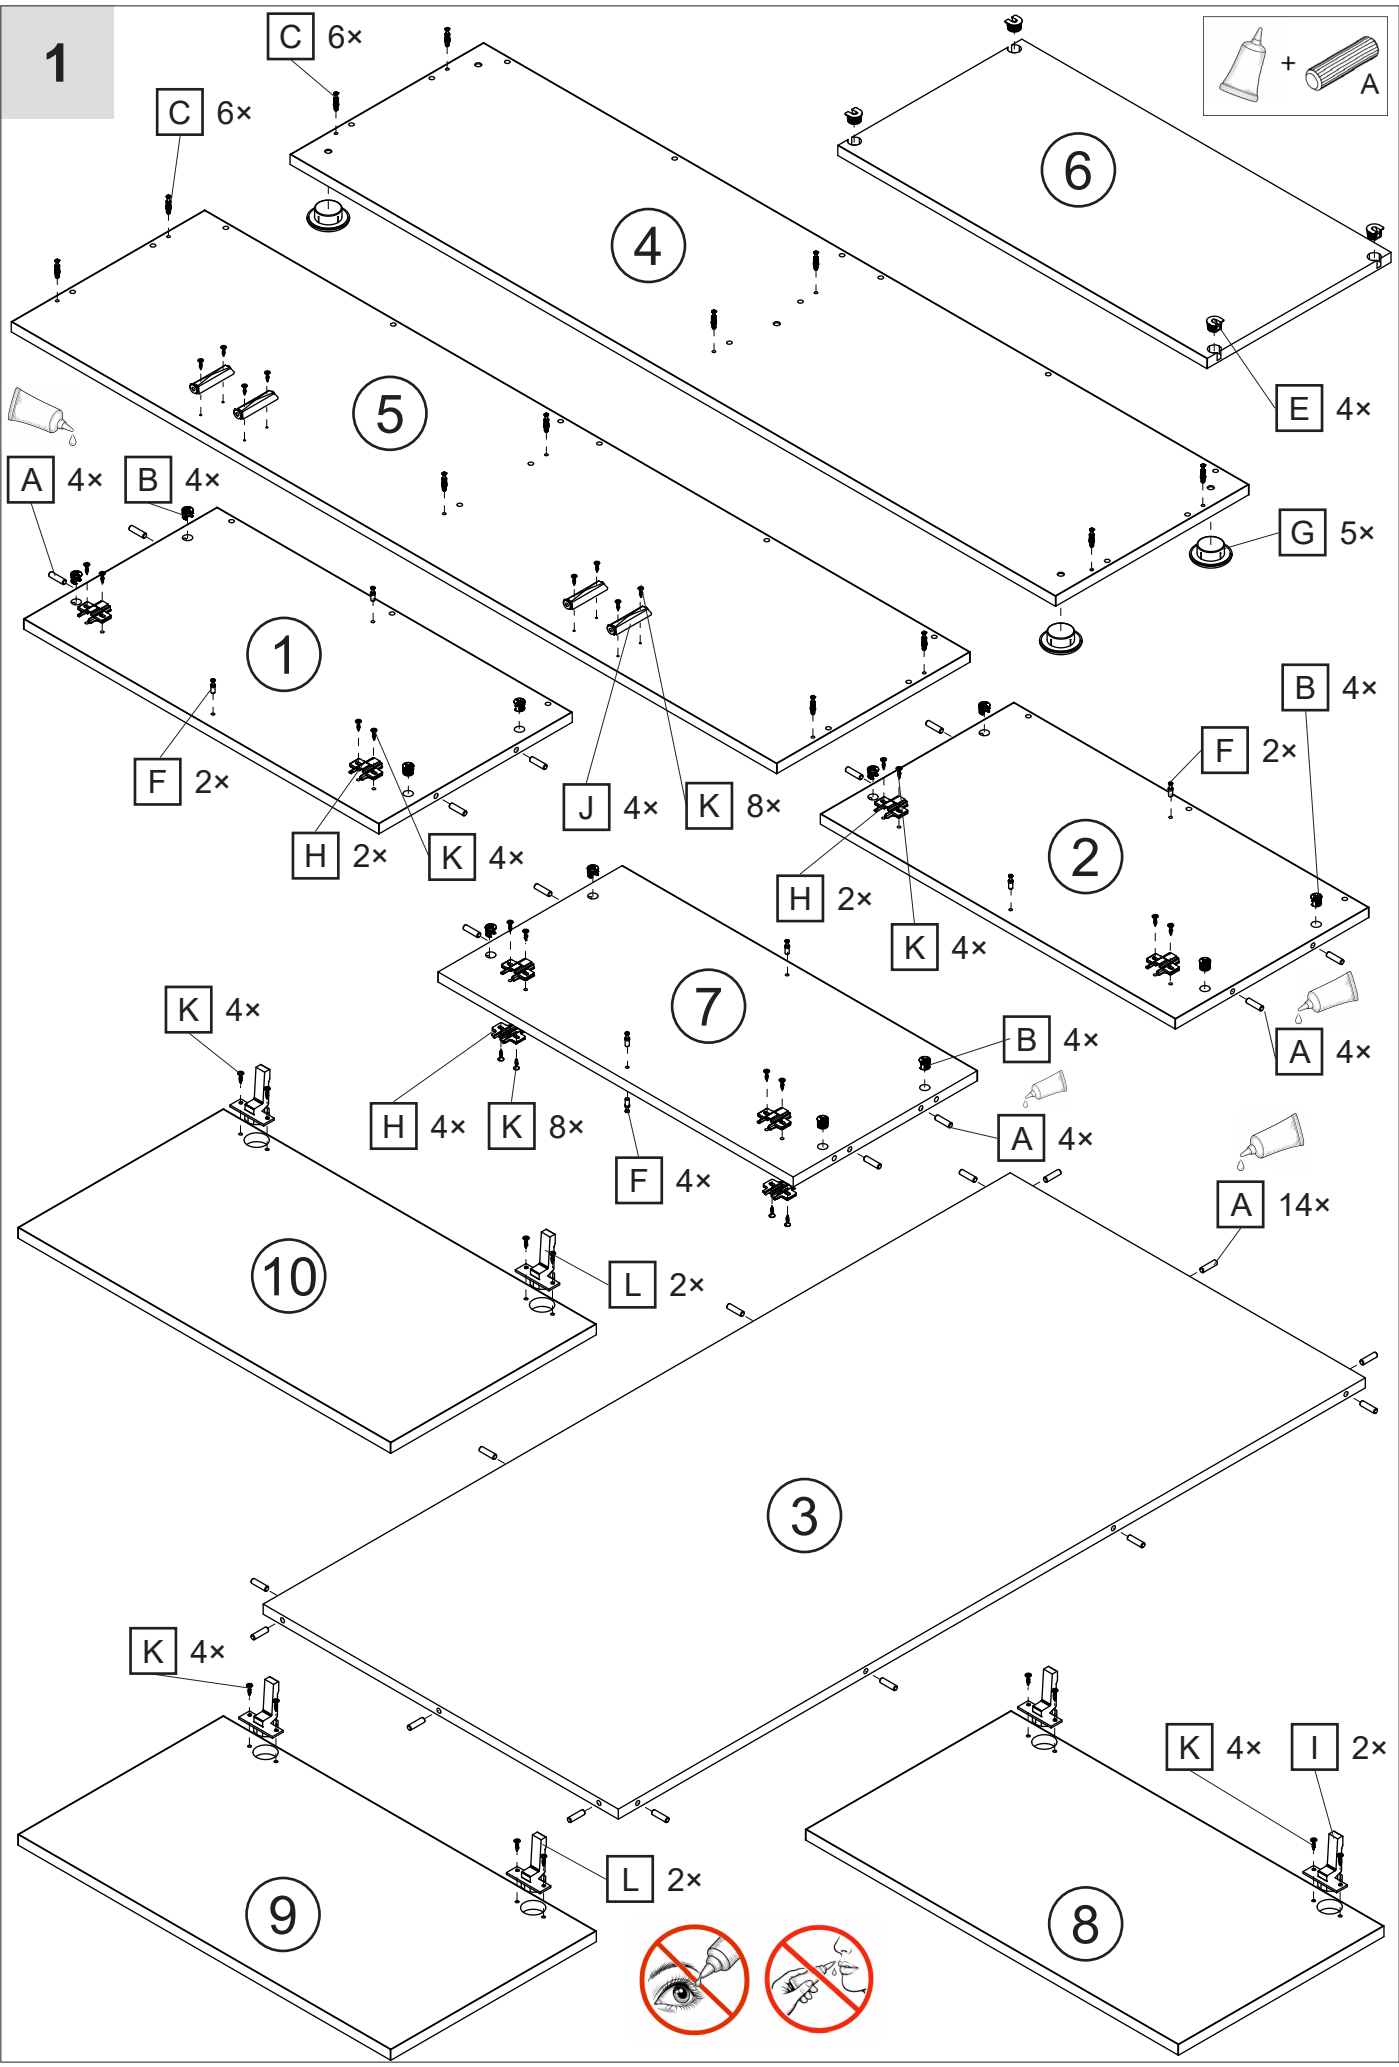 1
C 6×
C 6×
+
A
6
4
5
E 4×
A 4× B 4×
G 5×
1
B 4×
F 2×
F 2×
J 4× K 8×
H 2× K 4×
2
H 2×
K 4×
7
K 4×
B 4×
A 4×
H 4× K 8×
A 4×
F 4×
A 14×
10
L 2×
3
K 4×
K 4× I 2×
L 2×
9
8